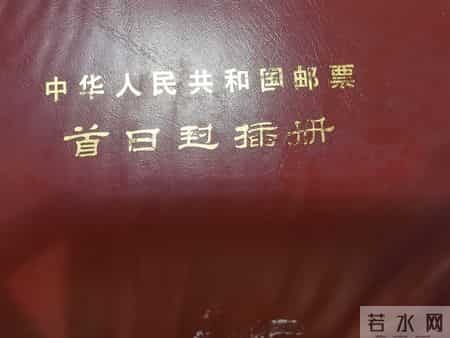 中华人民共和国邮票
首日封插册
若水网